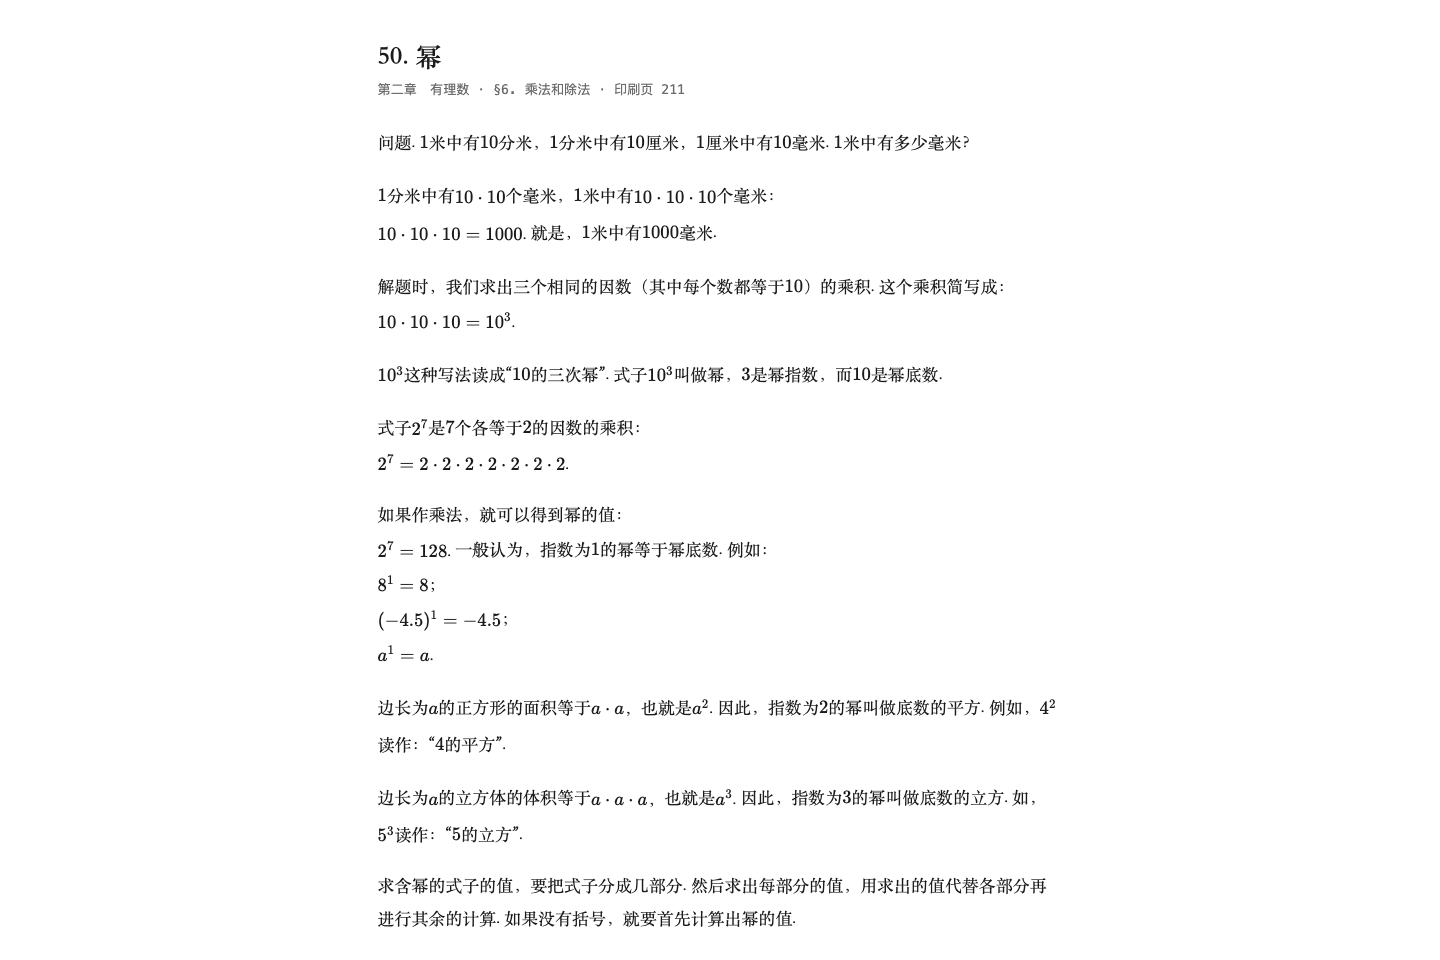 50. 幂
第二章　有理数 · §6. 乘法和除法 · 印刷页 211
问题. 1米中有10分米，1分米中有10厘米，1厘米中有10毫米. 1米中有多少毫米？
1分米中有10 · 10个毫米，1米中有10 · 10 · 10个毫米：
10 · 10 · 10 = 1000. 就是，1米中有1000毫米.
解题时，我们求出三个相同的因数（其中每个数都等于10）的乘积. 这个乘积简写成：
10 · 10 · 10 = 10³.
10³这种写法读成“10的三次幂”. 式子10³叫做幂，3是幂指数，而10是幂底数.
式子2⁷是7个各等于2的因数的乘积：
2⁷ = 2 · 2 · 2 · 2 · 2 · 2 · 2.
如果作乘法，就可以得到幂的值：
2⁷ = 128. 一般认为，指数为1的幂等于幂底数. 例如：
8¹ = 8；
(−4.5)¹ = −4.5；
a¹ = a.
边长为a的正方形的面积等于a · a，也就是a². 因此，指数为2的幂叫做底数的平方. 例如，4²
读作：“4的平方”.
边长为a的立方体的体积等于a · a · a，也就是a³. 因此，指数为3的幂叫做底数的立方. 如，
5³读作：“5的立方”.
求含幂的式子的值，要把式子分成几部分. 然后求出每部分的值，用求出的值代替各部分再
进行其余的计算. 如果没有括号，就要首先计算出幂的值.